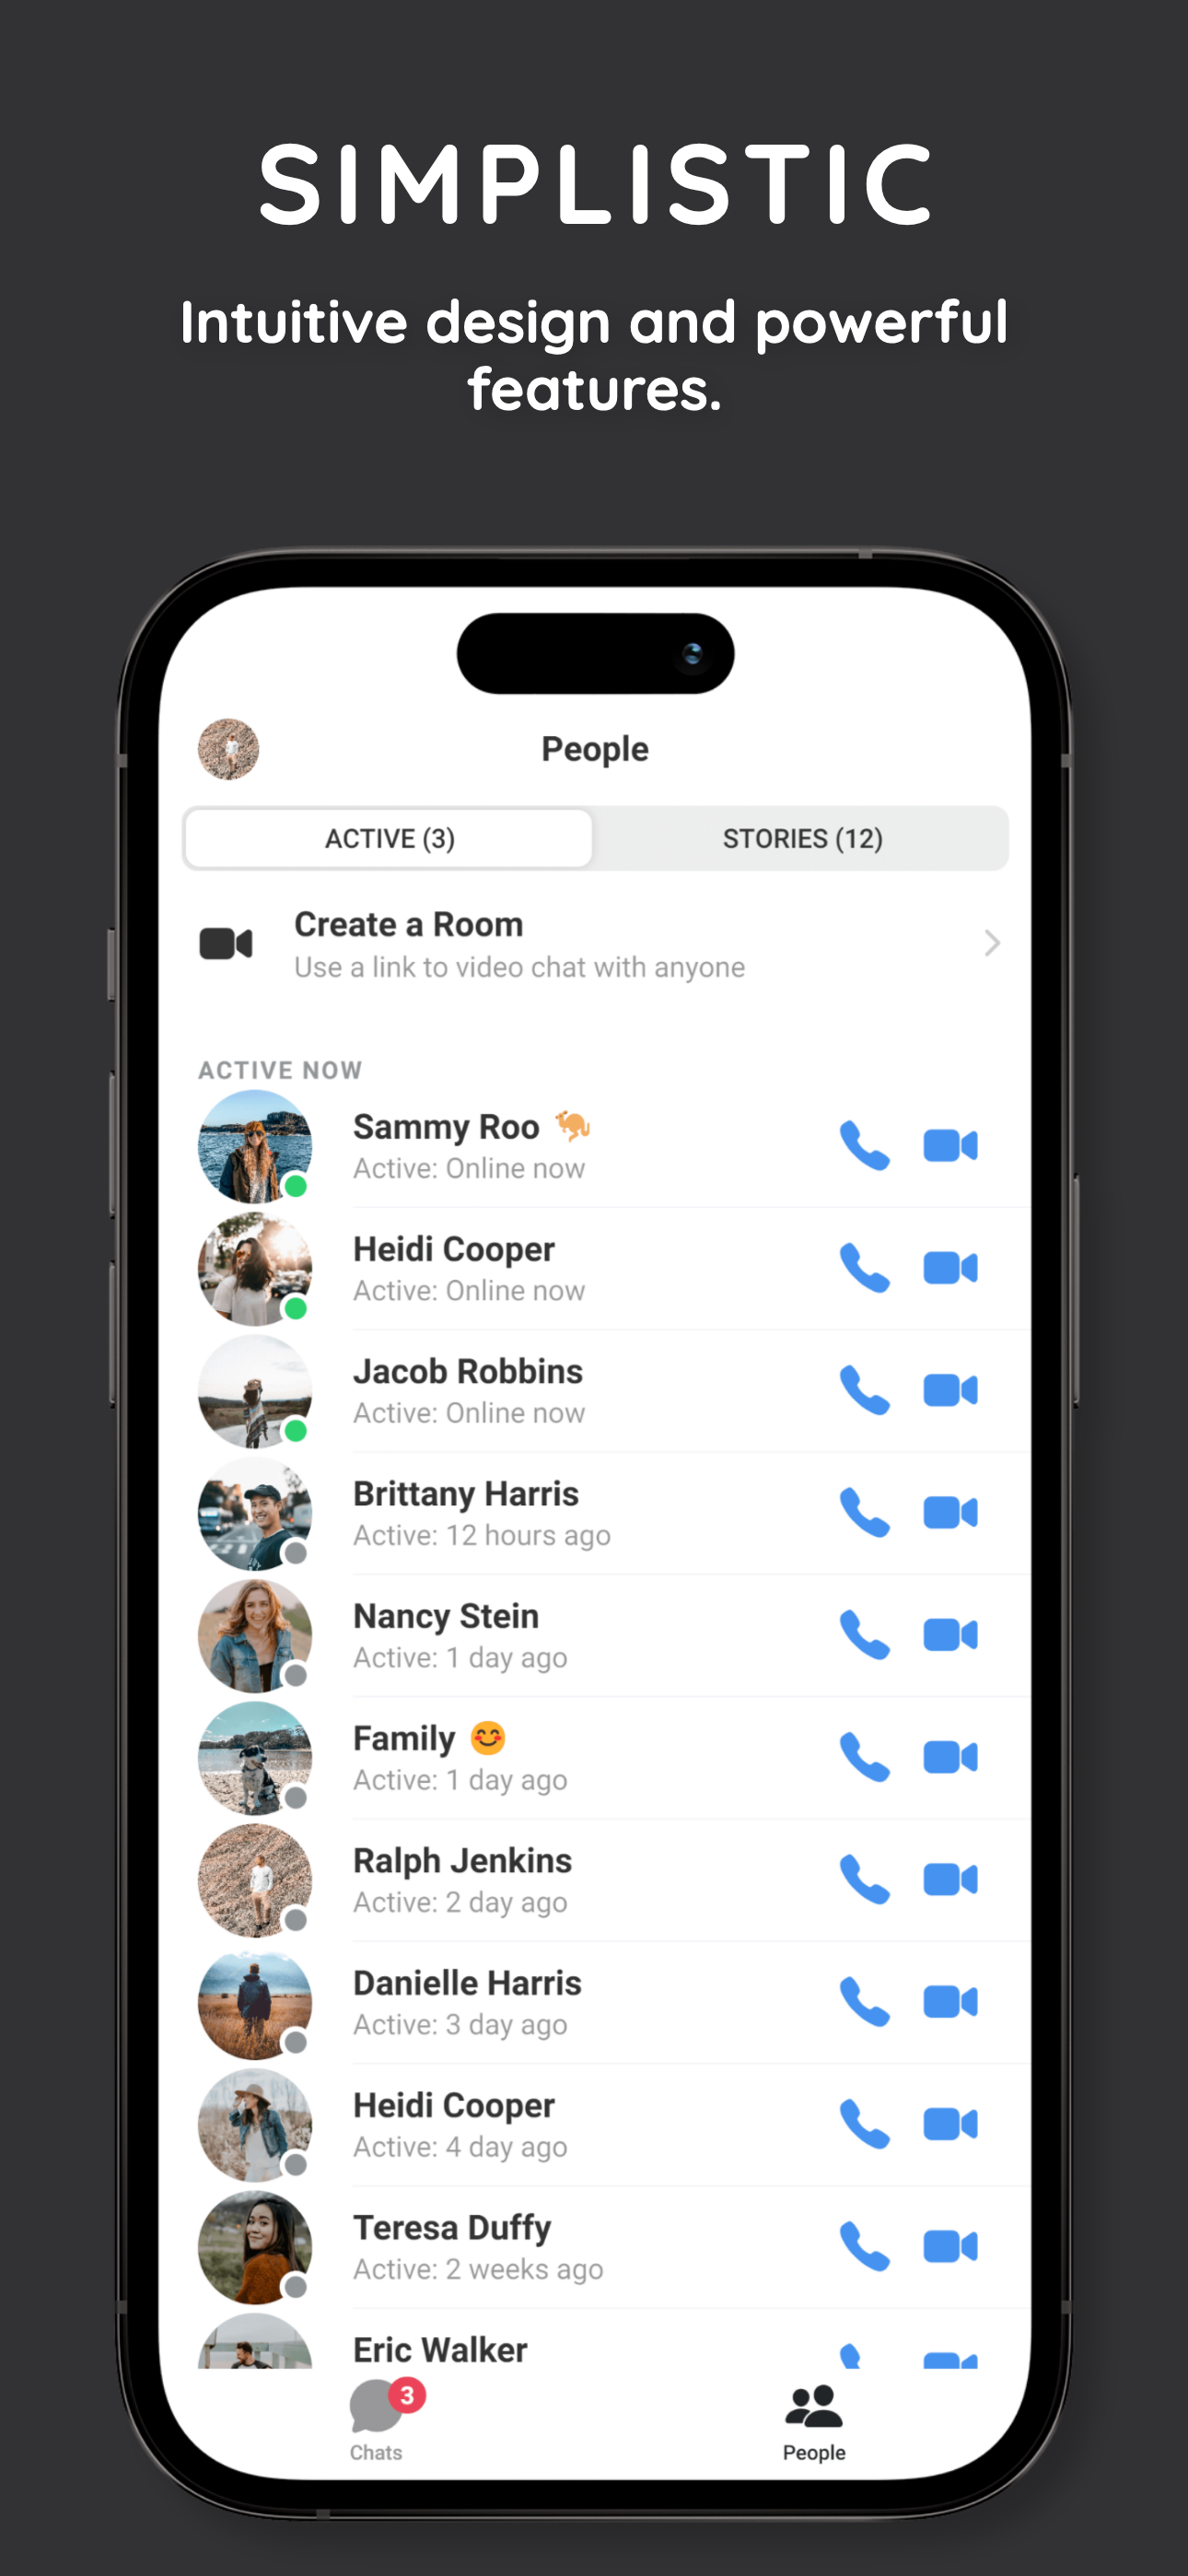 SIMPLISTIC
Intuitive design and powerful
features.
People
ACTIVE (3)
STORIES (12)
Create a Room
Use a link to video chat with anyone
ACTIVE NOW
Sammy Roo 🦘
Active: Online now
Heidi Cooper
Active: Online now
Jacob Robbins
Active: Online now
Brittany Harris
Active: 12 hours ago
Nancy Stein
Active: 1 day ago
Family 😊
Active: 1 day ago
Ralph Jenkins
Active: 2 day ago
Danielle Harris
Active: 3 day ago
Heidi Cooper
Active: 4 day ago
Teresa Duffy
Active: 2 weeks ago
Eric Walker
3
Chats
People